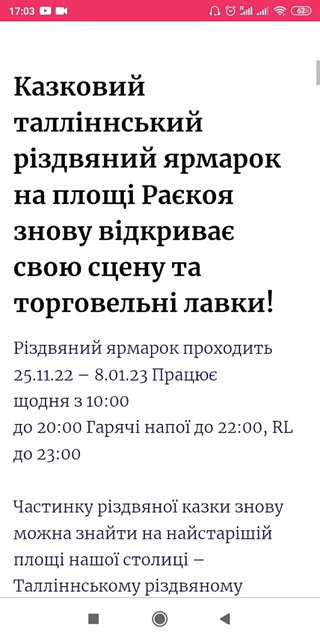 17:03
62
Казковий
талліннський
різдвяний ярмарок
на площі Раєкоя
знову відкриває
свою сцену та
торговельні лавки!
Різдвяний ярмарок проходить
25.11.22 – 8.01.23 Працює
щодня з 10:00
до 20:00 Гарячі напої до 22:00, RL
до 23:00
Частинку різдвяної казки знову
можна знайти на найстарішій
площі нашої столиці –
Талліннському різдвяному